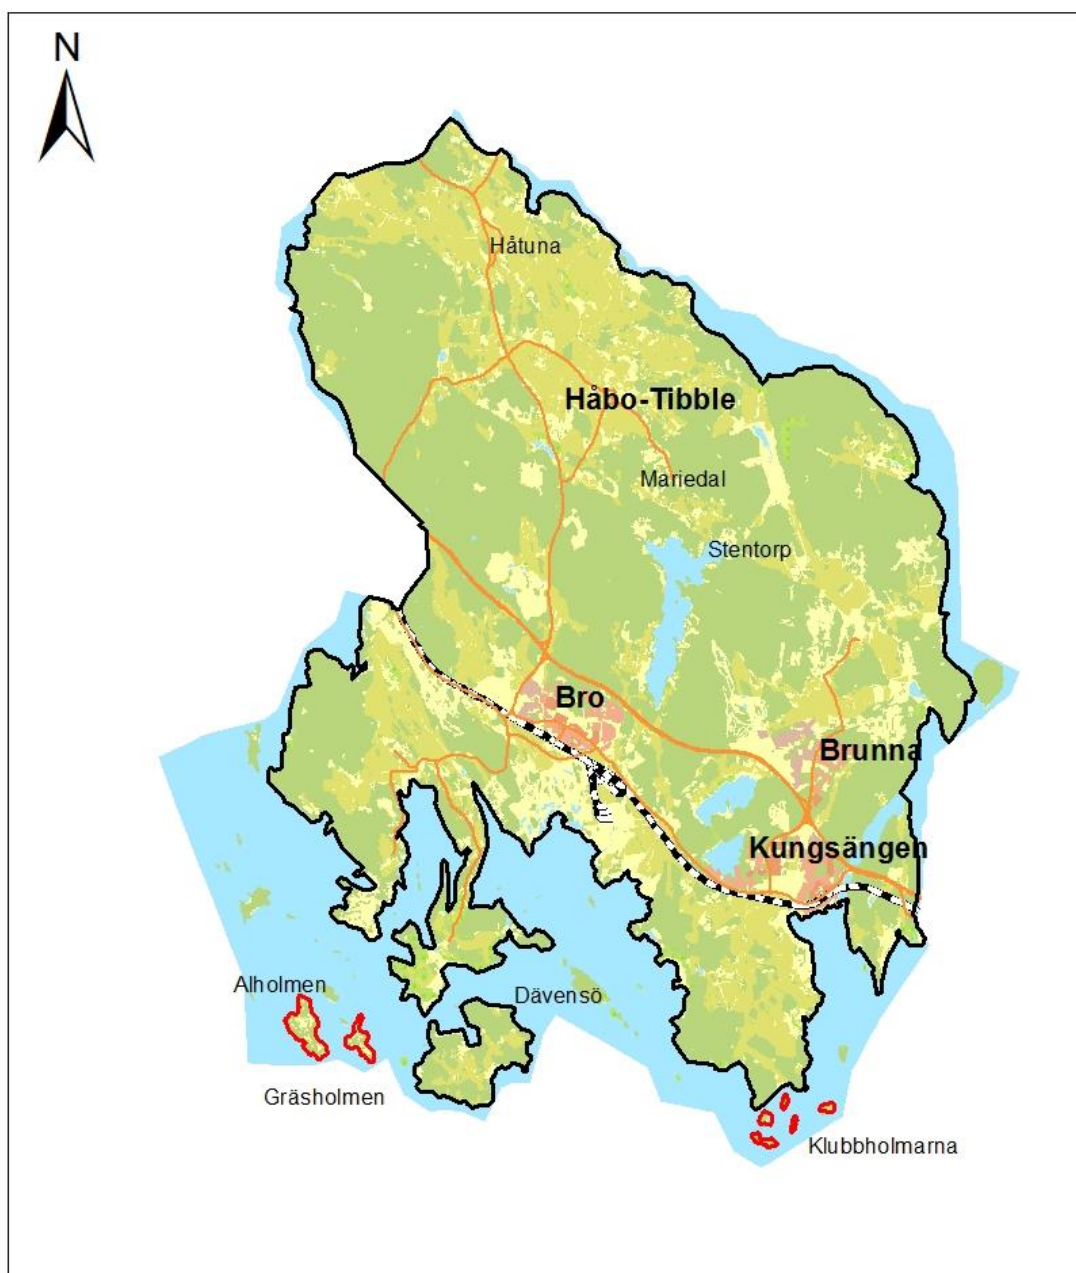 N
Håtuna
Håbo-Tibble
Mariedal
Stentorp
Bro
Brunna
Kungsängen
Alholmen
Dävensö
Gräsholmen
Klubbholmarna